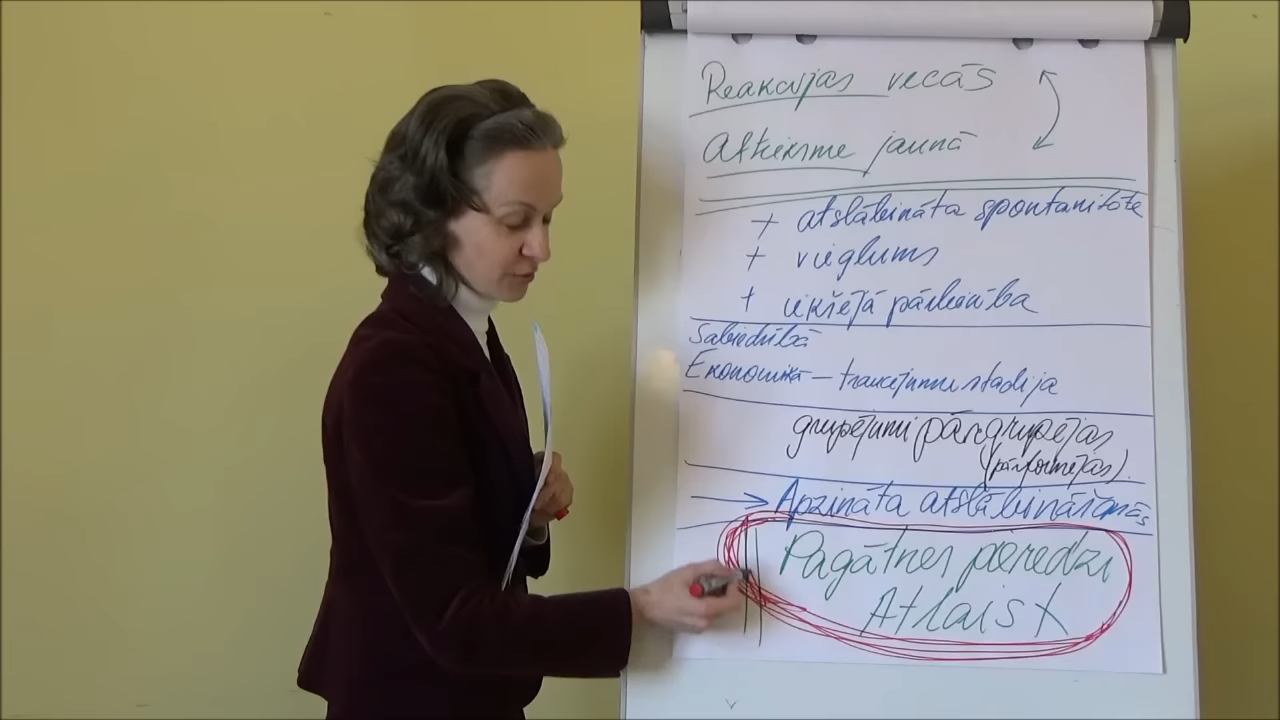 Reakcijas vecās
Attieksme jaunā
+ atslābināta spontanitāte
+ vieglums
+ iekšējā pārliecība
Sabiedrībā
Ekonomikā – traucējumu stadija
grupējumi pārgrupējas
(pārformējas).
→ Apzināta atslābināšanās
Pagātnes pieredzi
Atlaist